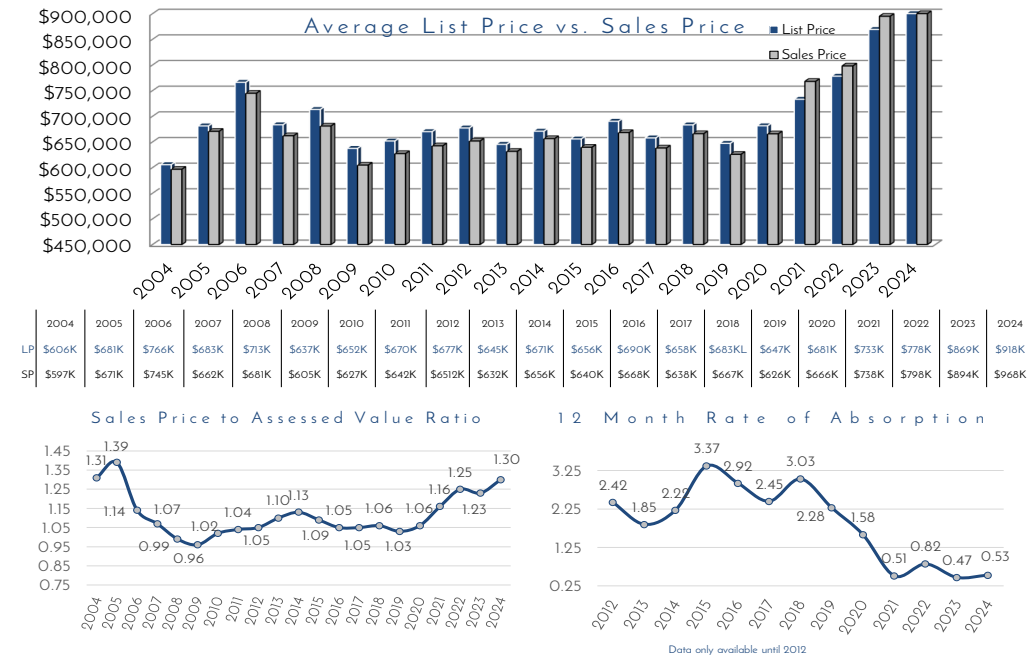 Average List Price vs. Sales Price
List Price
Sales Price
$900,000
$850,000
$800,000
$750,000
$700,000
$650,000
$600,000
$550,000
$500,000
$450,000
2004 2005 2006 2007 2008 2009 2010 2011 2012 2013 2014 2015 2016 2017 2018 2019 2020 2021 2022 2023 2024
2004 2005 2006 2007 2008 2009 2010 2011 2012 2013 2014 2015 2016 2017 2018 2019 2020 2021 2022 2023 2024
LP $606K $681K $766K $683K $713K $637K $652K $670K $677K $645K $671K $656K $690K $658K $683KL $647K $681K $733K $778K $869K $918K
SP $597K $671K $745K $662K $681K $605K $627K $642K $6512K $632K $656K $640K $668K $638K $667K $626K $666K $738K $798K $894K $968K
Sales Price to Assessed Value Ratio
1.45
1.35
1.25
1.15
1.05
0.95
0.85
0.75
1.31 1.39 1.14 1.07 0.99 0.96 1.02 1.04 1.05 1.10 1.13 1.09 1.05 1.05 1.06 1.03 1.06 1.16 1.25 1.23 1.30
2004 2005 2006 2007 2008 2009 2010 2011 2012 2013 2014 2015 2016 2017 2018 2019 2020 2021 2022 2023 2024
12 Month Rate of Absorption
3.25
2.25
1.25
0.25
2.42 1.85 2.22 3.37 2.92 2.45 3.03 2.28 1.58 0.51 0.82 0.47 0.53
2012 2013 2014 2015 2016 2017 2018 2019 2020 2021 2022 2023 2024
Data only available until 2012